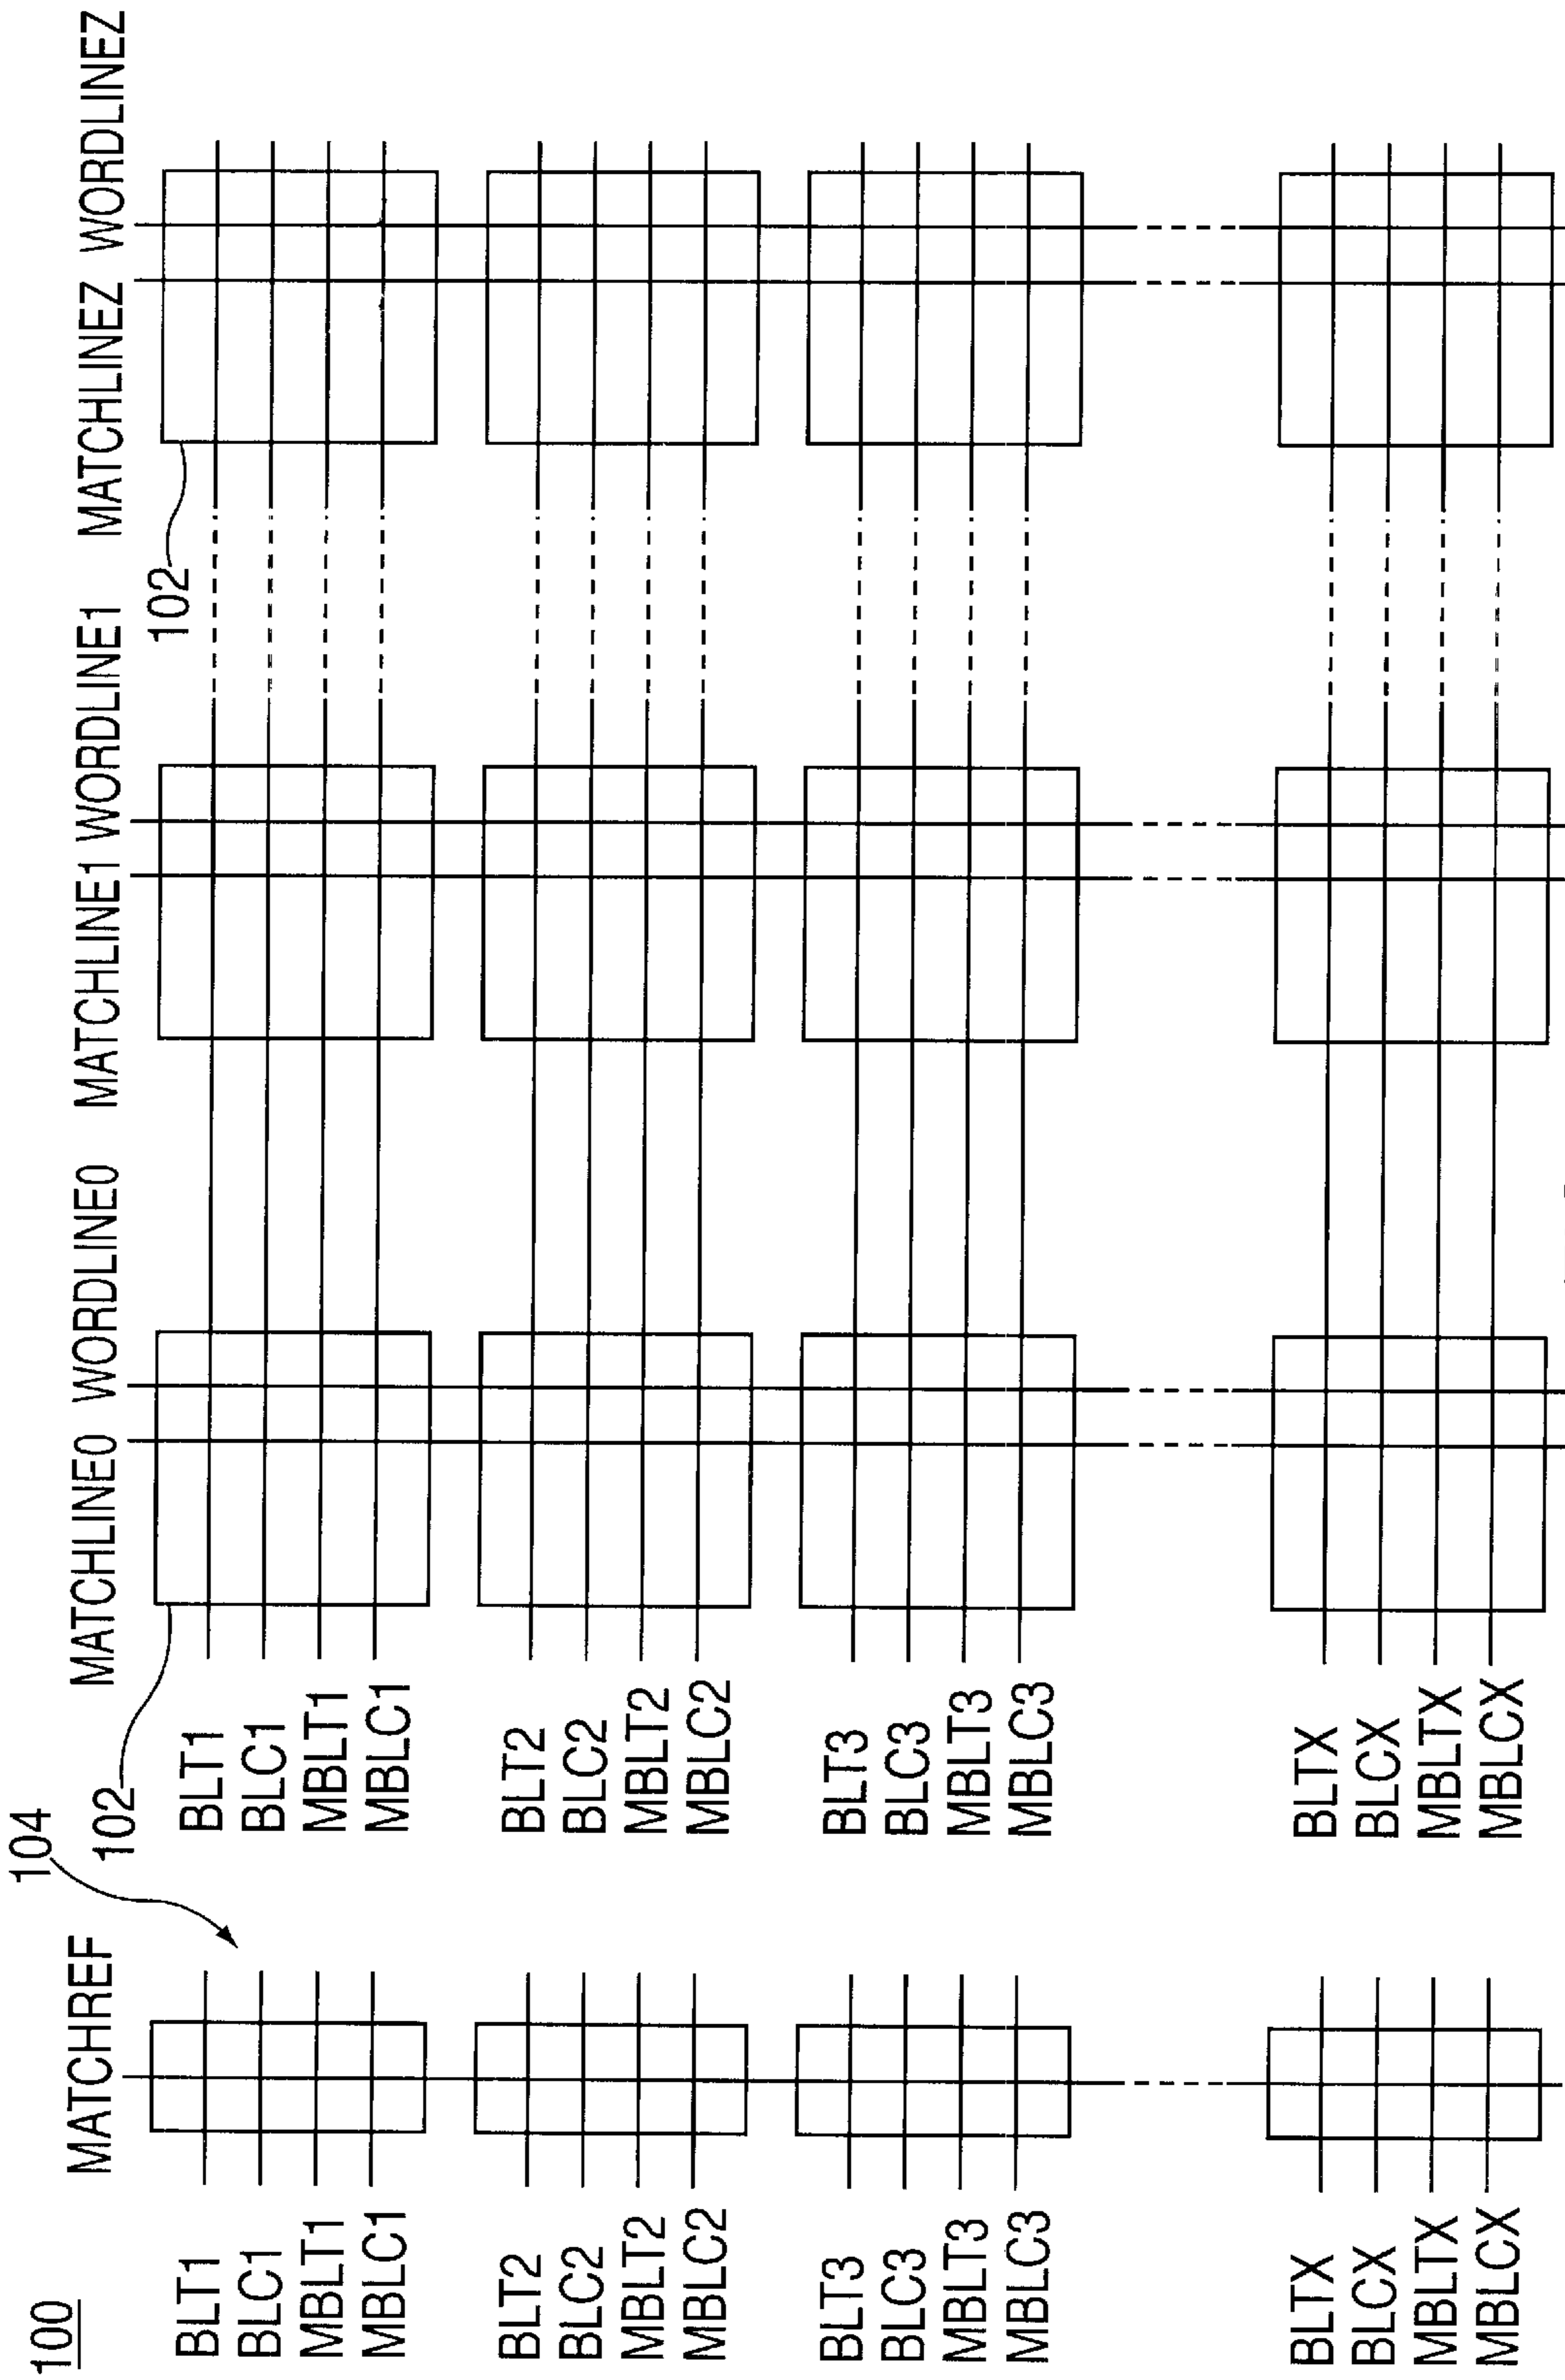 100
104
MATCHREF
MATCHLINE0 WORDLINE0 MATCHLINE1 WORDLINE1 MATCHLINEZ WORDLINEZ
102
102
BLT1
BLC1
MBLT1
MBLC1
BLT1
BLC1
MBLT1
MBLC1
BLT2
BLC2
MBLT2
MBLC2
BLT2
BLC2
MBLT2
MBLC2
BLT3
BLC3
MBLT3
MBLC3
BLT3
BLC3
MBLT3
MBLC3
BLTX
BLCX
MBLTX
MBLCX
BLTX
BLCX
MBLTX
MBLCX